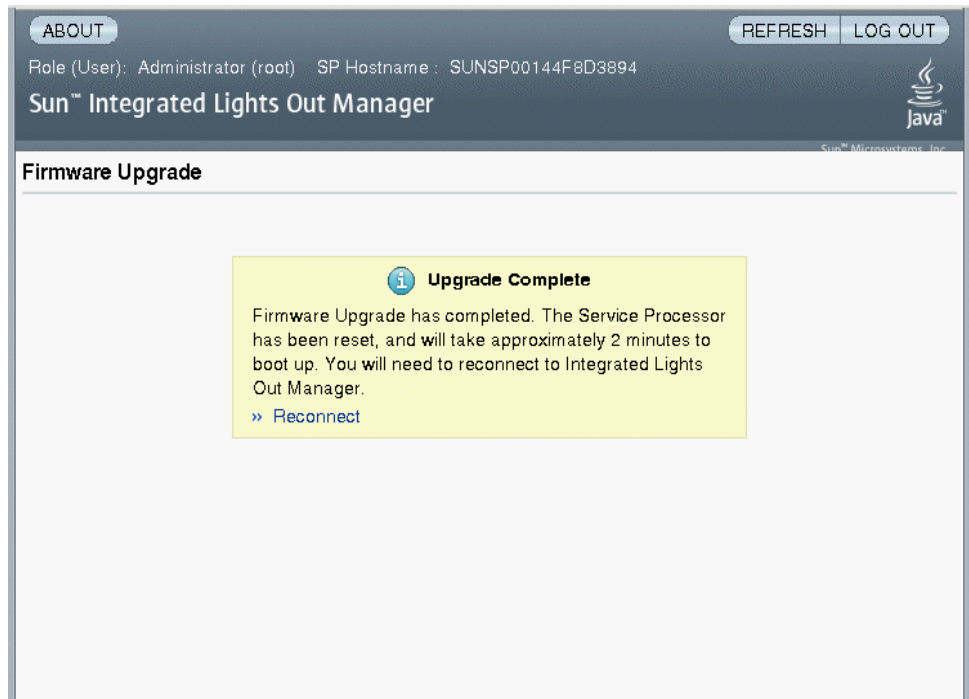 ABOUT
REFRESH LOG OUT
Role (User): Administrator (root) SP Hostname : SUNSP00144F8D3894
Sun™ Integrated Lights Out Manager
Java™
Sun™ Microsystems, Inc.
Firmware Upgrade
i Upgrade Complete
Firmware Upgrade has completed. The Service Processor
has been reset, and will take approximately 2 minutes to
boot up. You will need to reconnect to Integrated Lights
Out Manager.
» Reconnect